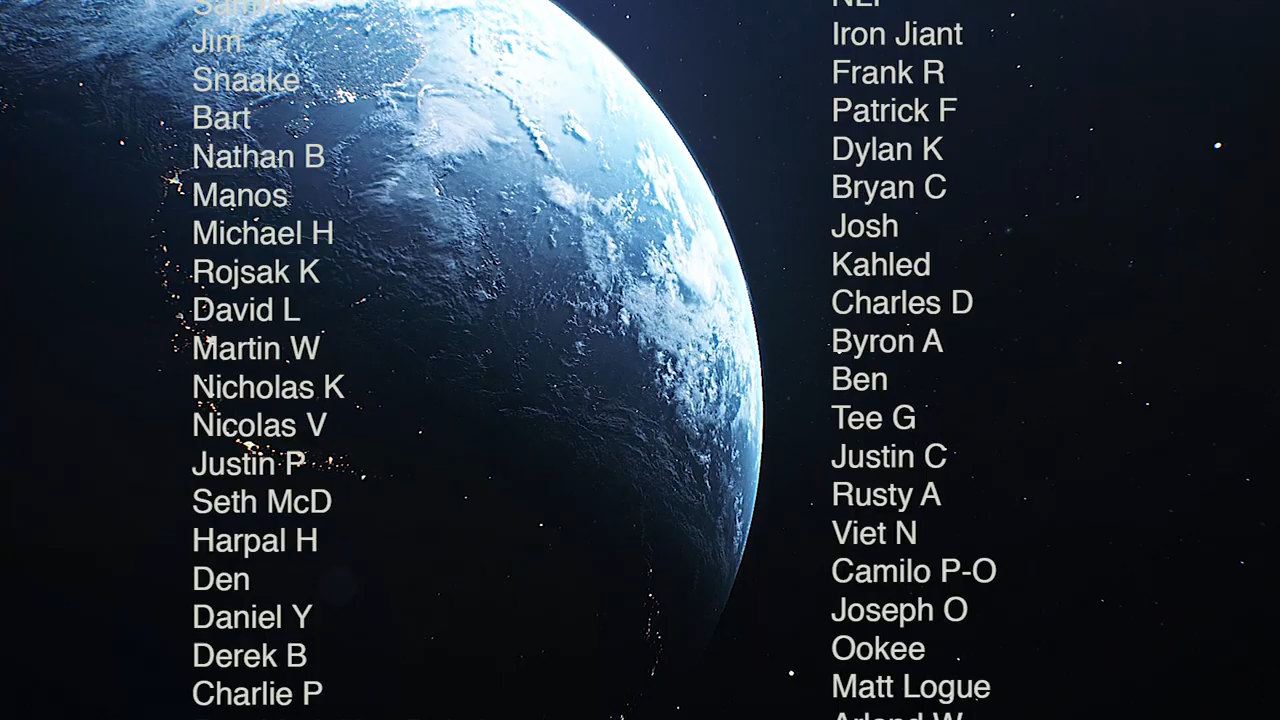 Jim
Snaake
Bart
Nathan B
Manos
Michael H
Rojsak K
David L
Martin W
Nicholas K
Nicolas V
Justin P
Seth McD
Harpal H
Den
Daniel Y
Derek B
Charlie P
Iron Jiant
Frank R
Patrick F
Dylan K
Bryan C
Josh
Kahled
Charles D
Byron A
Ben
Tee G
Justin C
Rusty A
Viet N
Camilo P-O
Joseph O
Ookee
Matt Logue